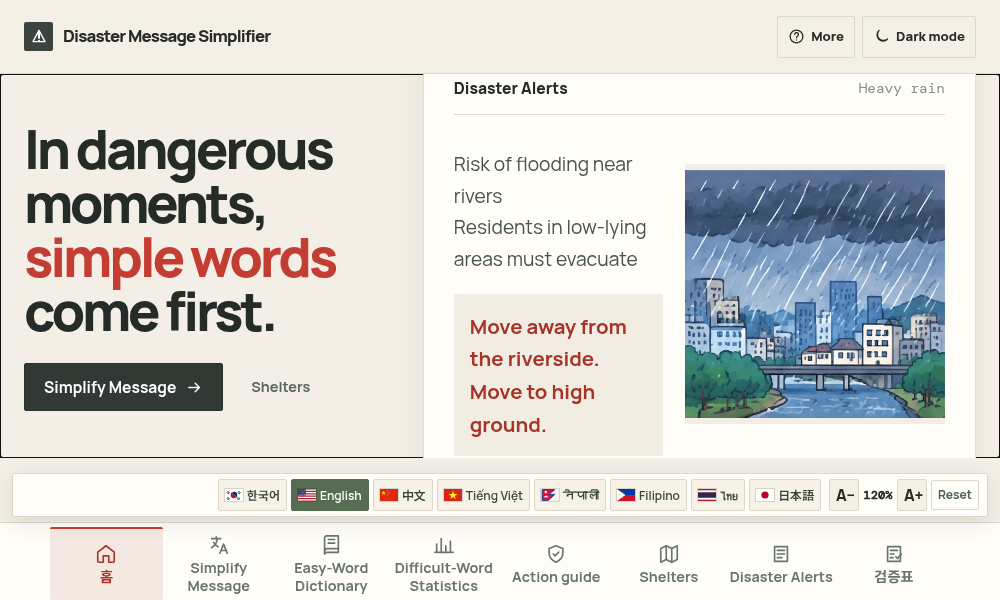 Disaster Message Simplifier
More
Dark mode
In dangerous
moments,
simple words
come first.
Simplify Message
Shelters
Disaster Alerts
Heavy rain
Risk of flooding near
rivers
Residents in low-lying
areas must evacuate
Move away from
the riverside.
Move to high
ground.
한국어
English
中文
Tiếng Việt
नेपाली
Filipino
ไทย
日本語
A−
120%
A+
Reset
홈
Simplify
Message
Easy-Word
Dictionary
Difficult-Word
Statistics
Action guide
Shelters
Disaster Alerts
검증표